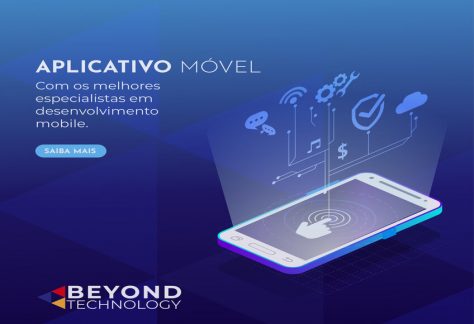 APLICATIVO MÓVEL
Com os melhores
especialistas em
desenvolvimento
mobile.
SAIBA MAIS
$
BEYOND
TECHNOLOGY